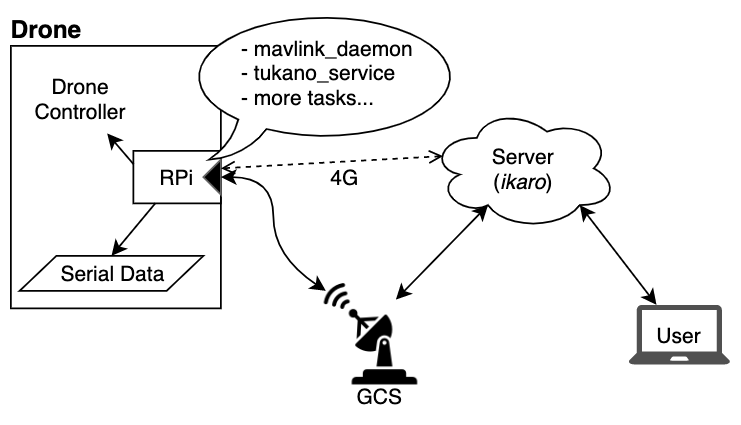 Drone
- mavlink_daemon
- tukano_service
- more tasks...
Drone
Controller
RPi
4G
Server
(ikaro)
Serial Data
User
GCS